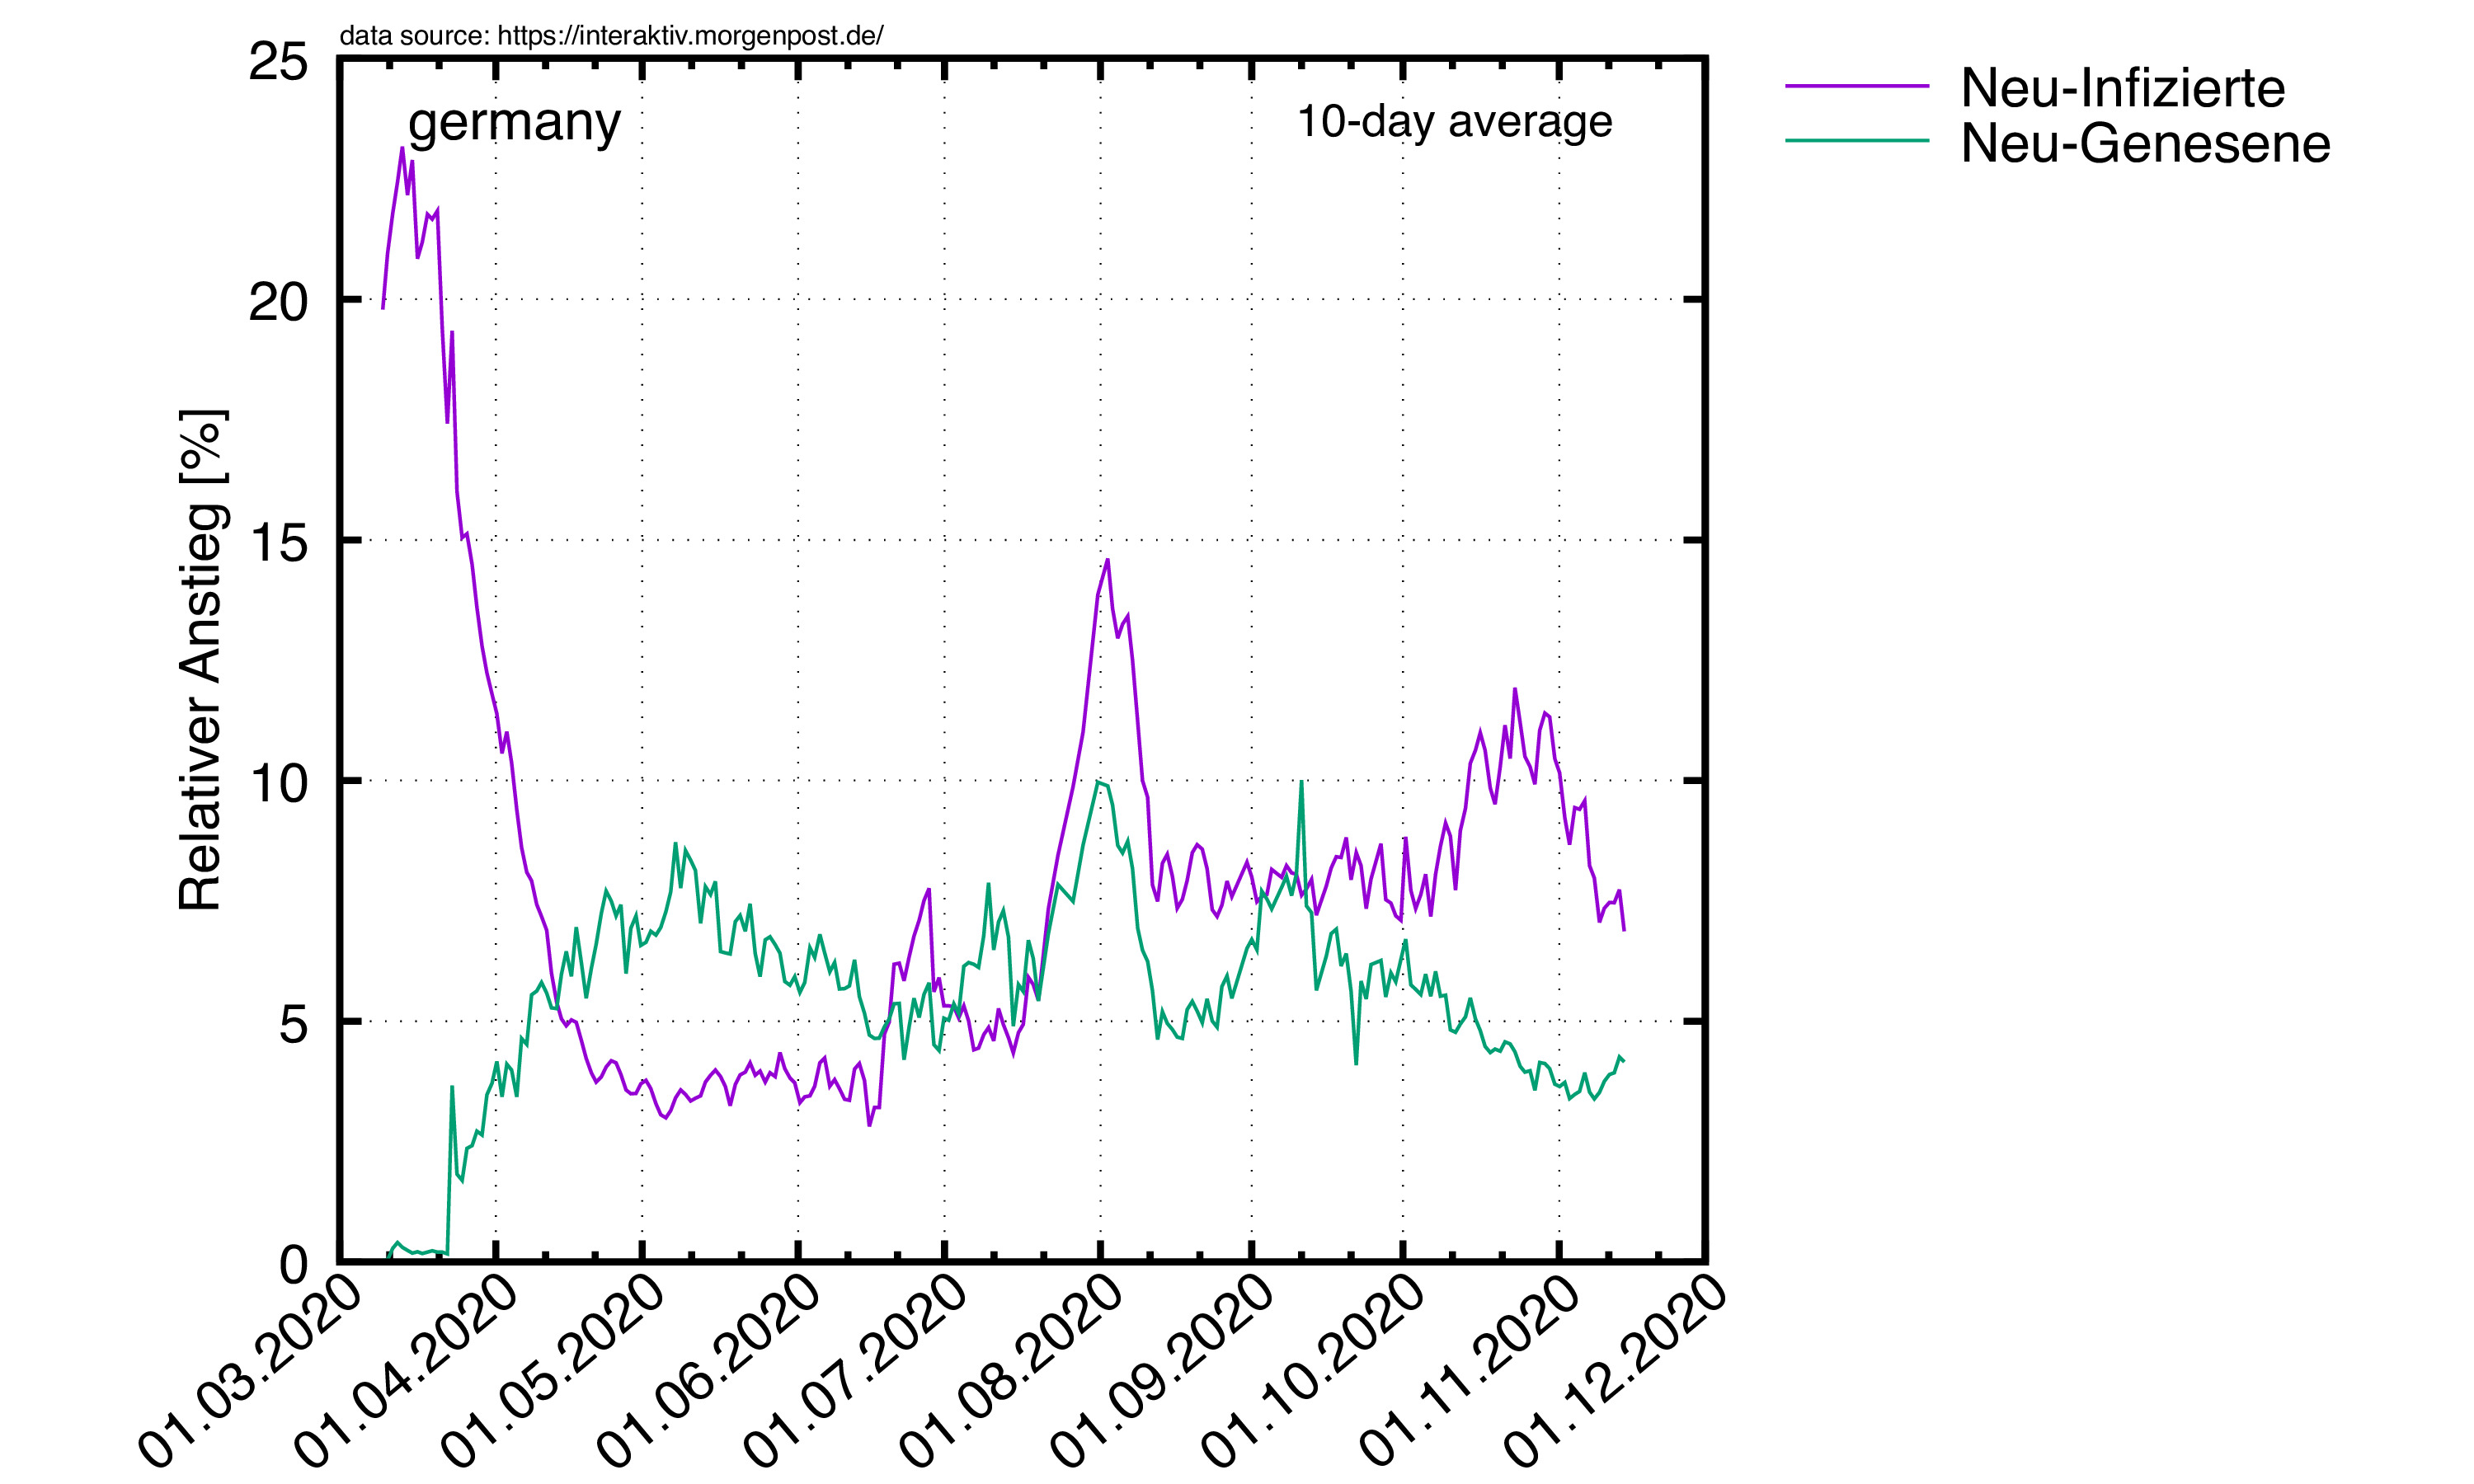 data source: https://interaktiv.morgenpost.de/
germany
10-day average
Neu-Infizierte
Neu-Genesene
Relativer Anstieg [%]
25
20
15
10
5
0
01.03.2020
01.04.2020
01.05.2020
01.06.2020
01.07.2020
01.08.2020
01.09.2020
01.10.2020
01.11.2020
01.12.2020